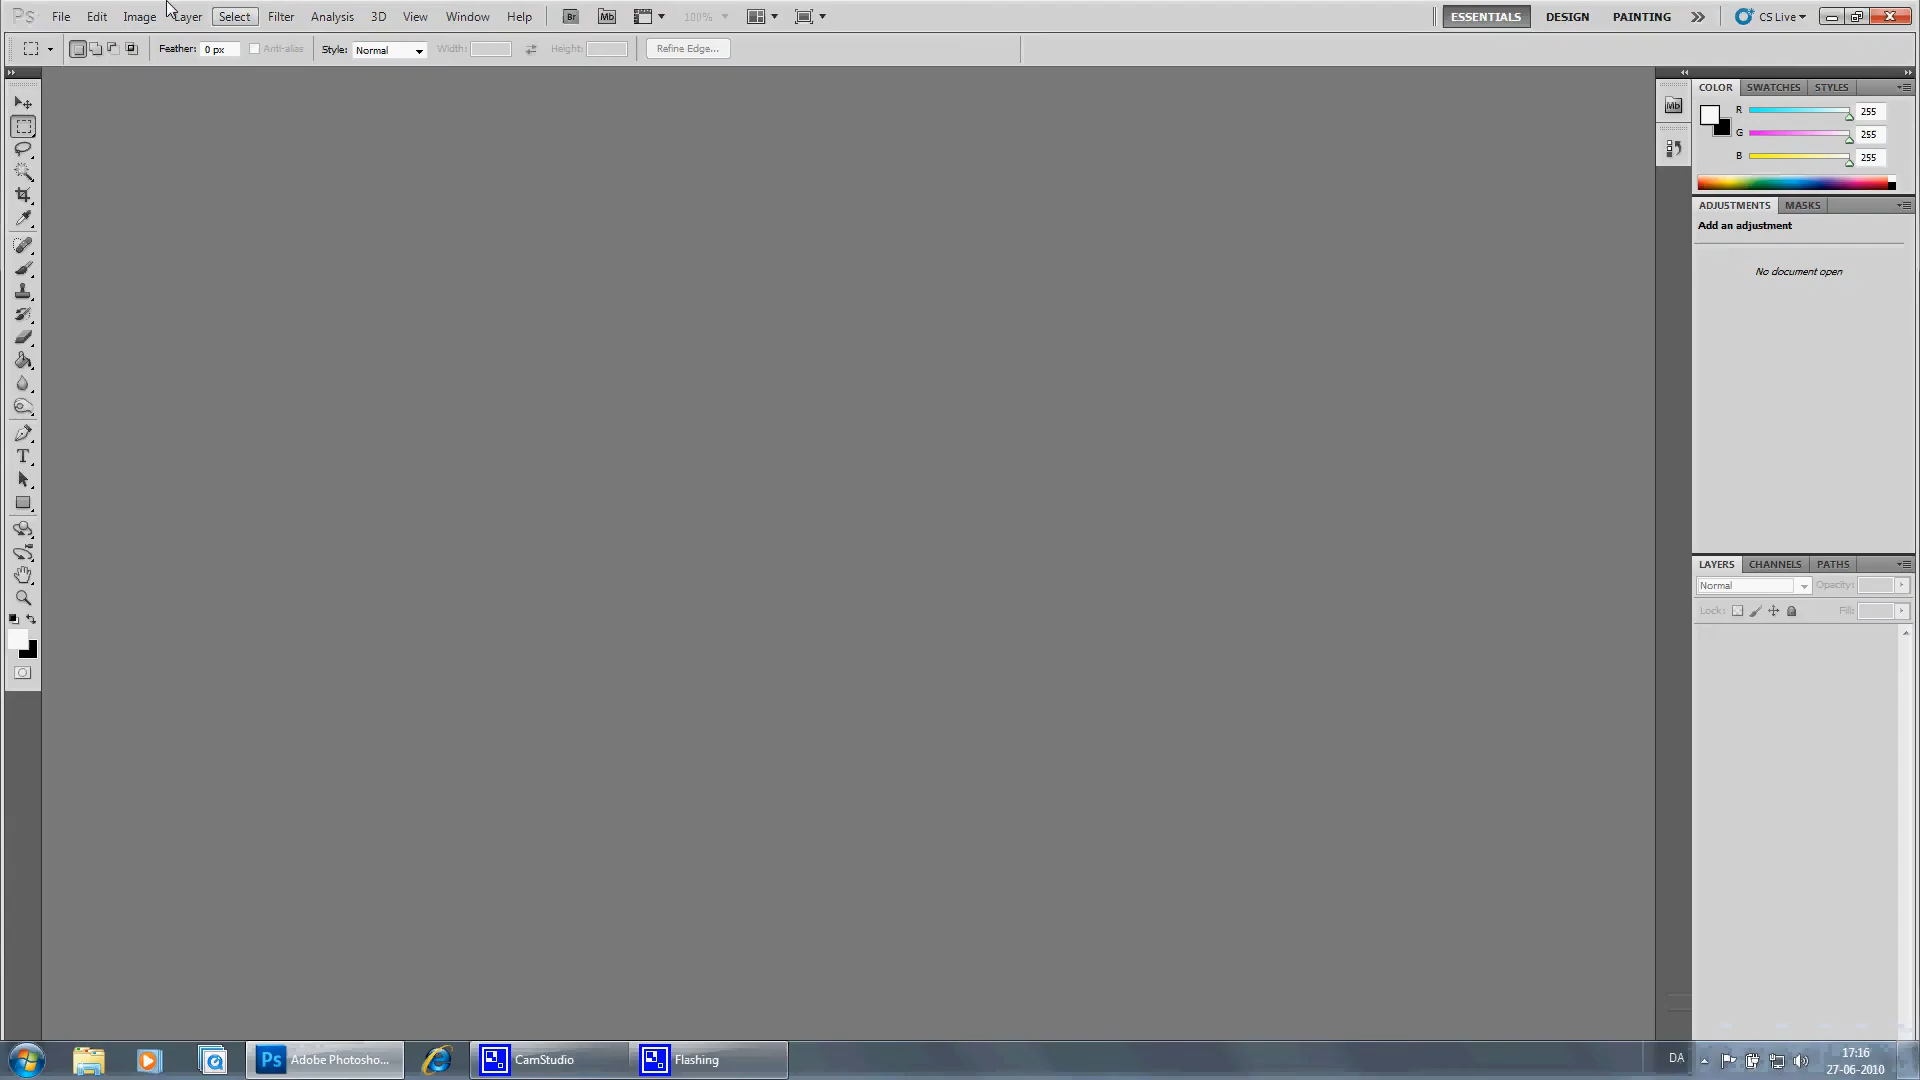 Ps File Edit Image Layer Select Filter Analysis 3D View Window Help Br Mb 100% ESSENTIALS DESIGN PAINTING CS Live
Feather: 0 px Anti-alias Style: Normal Width: Height: Refine Edge...
COLOR SWATCHES STYLES
Mb
R 255
G 255
B 255
ADJUSTMENTS MASKS
Add an adjustment
No document open
T
LAYERS CHANNELS PATHS
Normal Opacity:
Lock: Fill:
Ps Adobe Photosho... CamStudio Flashing DA 17:16
27-06-2010